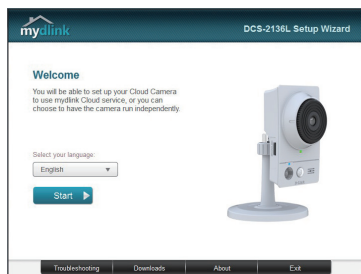 mydlink
DCS-2136L Setup Wizard
Welcome
You will be able to set up your Cloud Camera
to use mydlink Cloud service, or you can
choose to have the camera run independently.
Select your language:
English
Start
Troubleshooting
Downloads
About
Exit